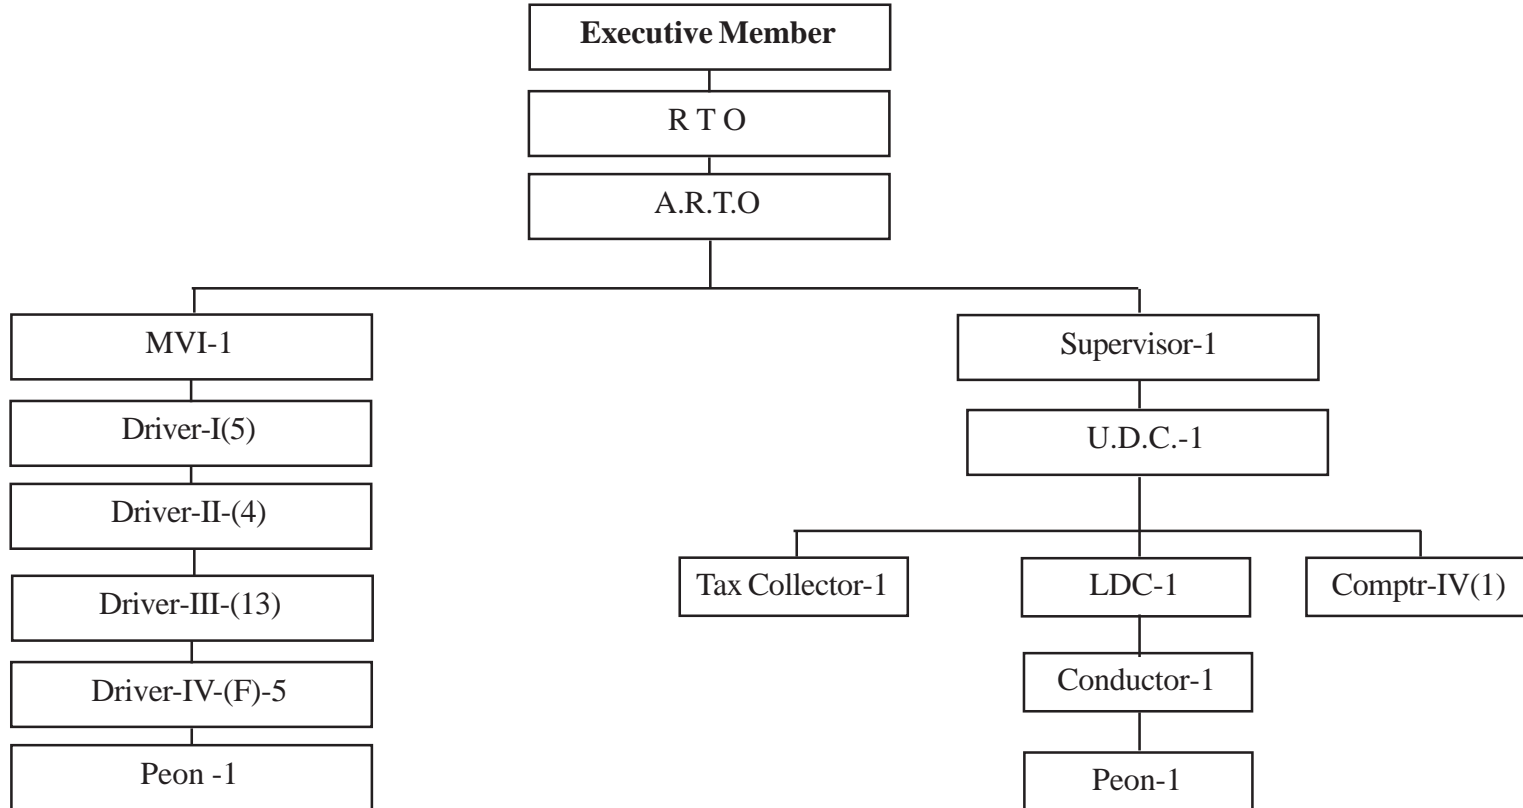 Executive Member
R T O
A.R.T.O
MVI-1
Supervisor-1
Driver-I(5)
U.D.C.-1
Driver-II-(4)
Tax Collector-1
LDC-1
Comptr-IV(1)
Driver-III-(13)
Conductor-1
Driver-IV-(F)-5
Peon -1
Peon-1